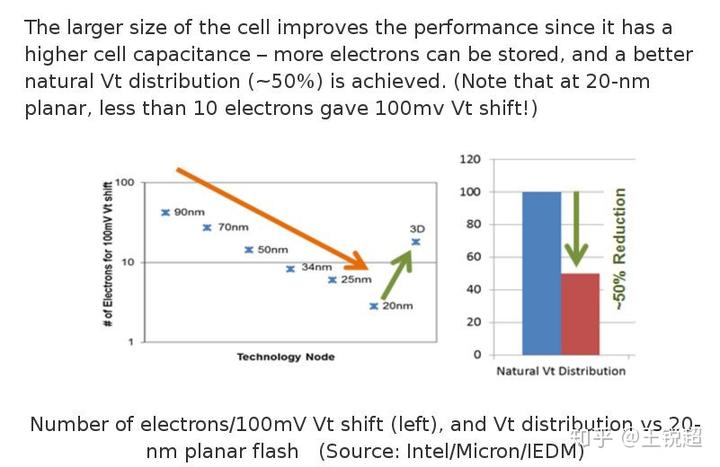 The larger size of the cell improves the performance since it has a
higher cell capacitance – more electrons can be stored, and a better
natural Vt distribution (~50%) is achieved. (Note that at 20-nm
planar, less than 10 electrons gave 100mv Vt shift!)
# of Electrons for 100mV Vt shift
100
10
1
90nm
70nm
50nm
34nm
25nm
20nm
3D
Technology Node
120
100
80
60
40
20
0
~50% Reduction
Natural Vt Distribution
Number of electrons/100mV Vt shift (left), and Vt distribution vs 20-
nm planar flash (Source: Intel/Micron/IEDM)
知乎 @王锐超